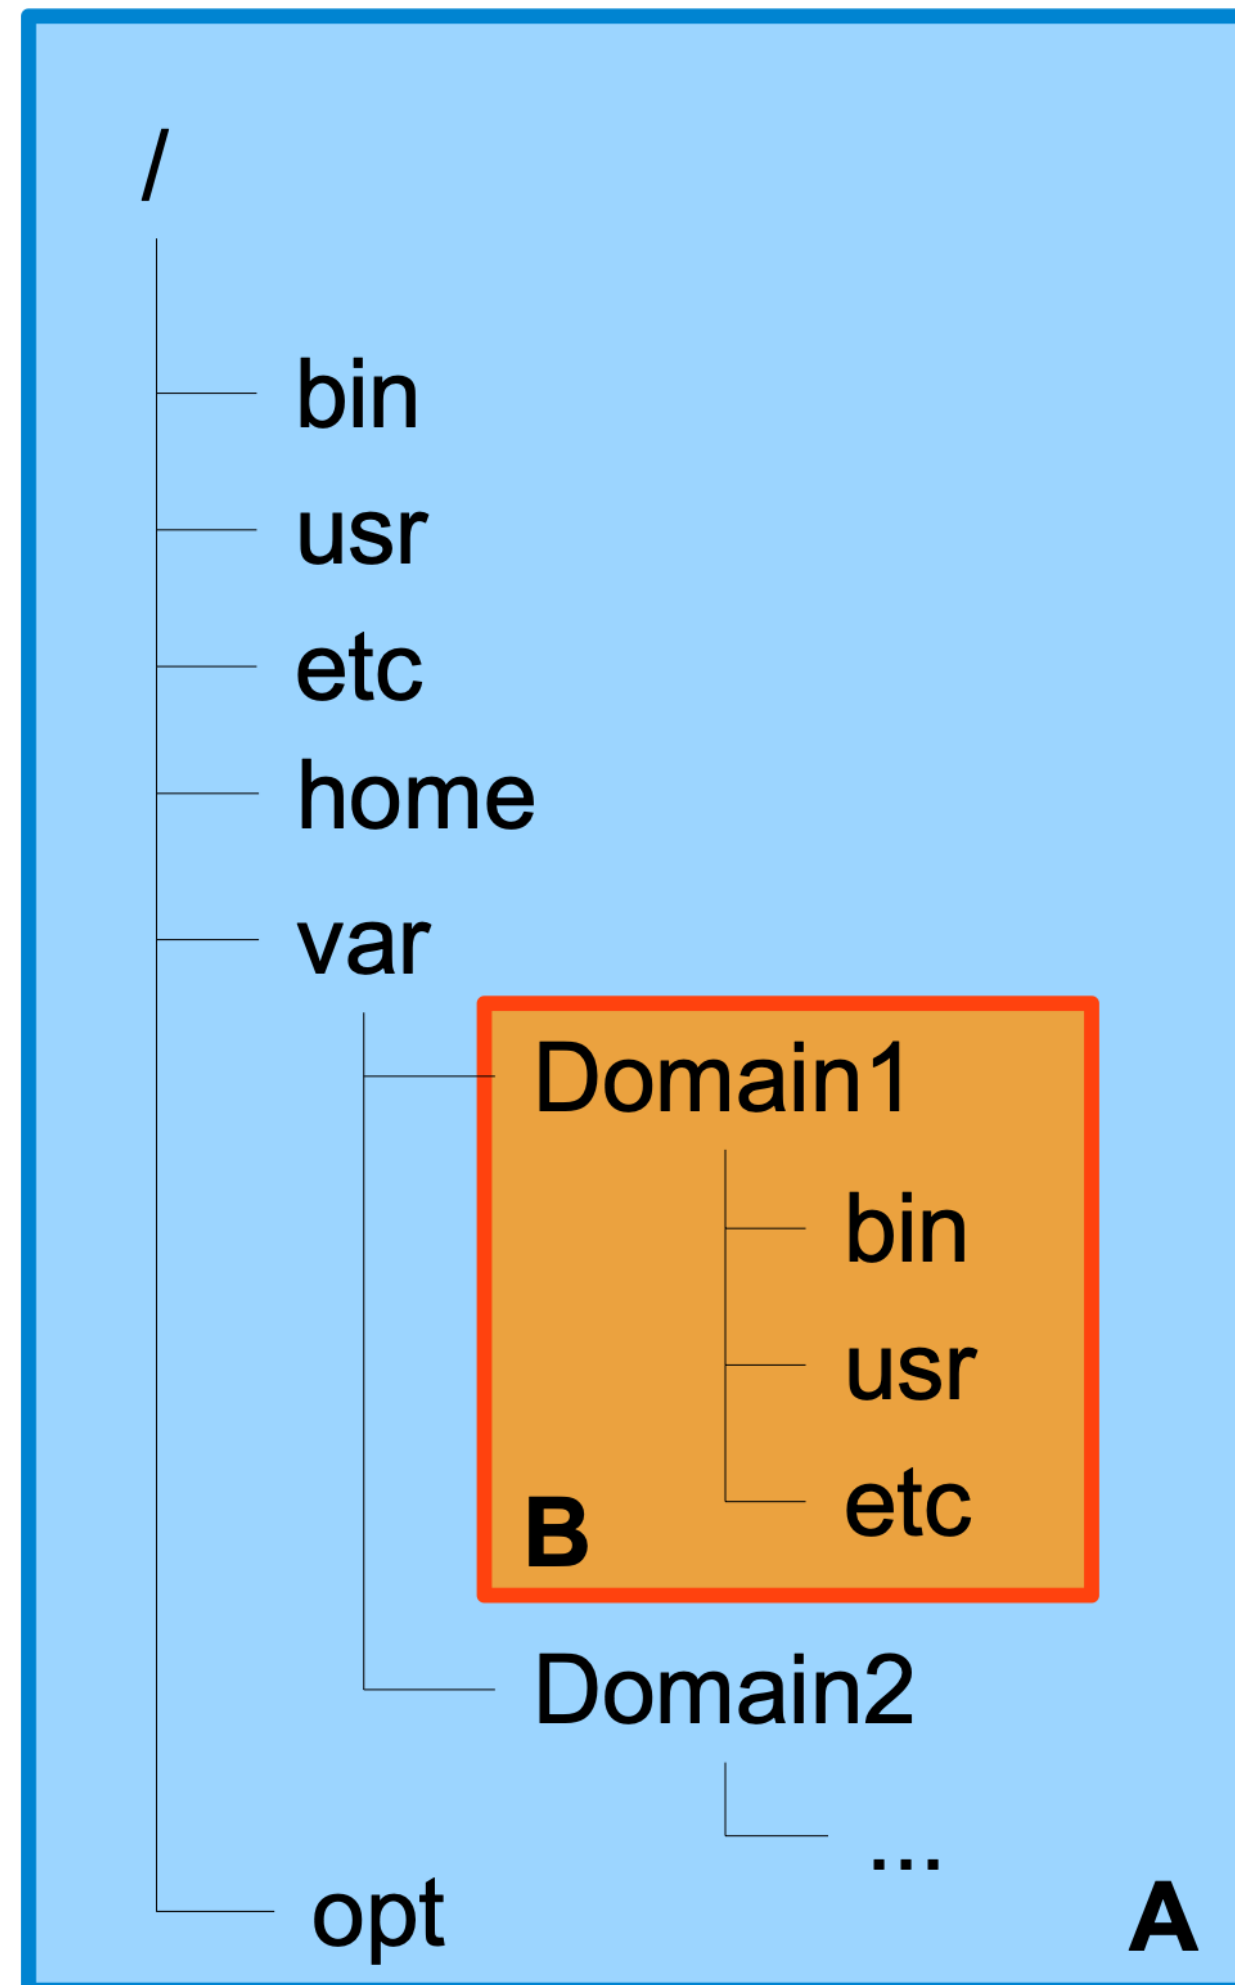 /
bin
usr
etc
home
var
Domain1
bin
usr
etc
B
Domain2
...
opt
A